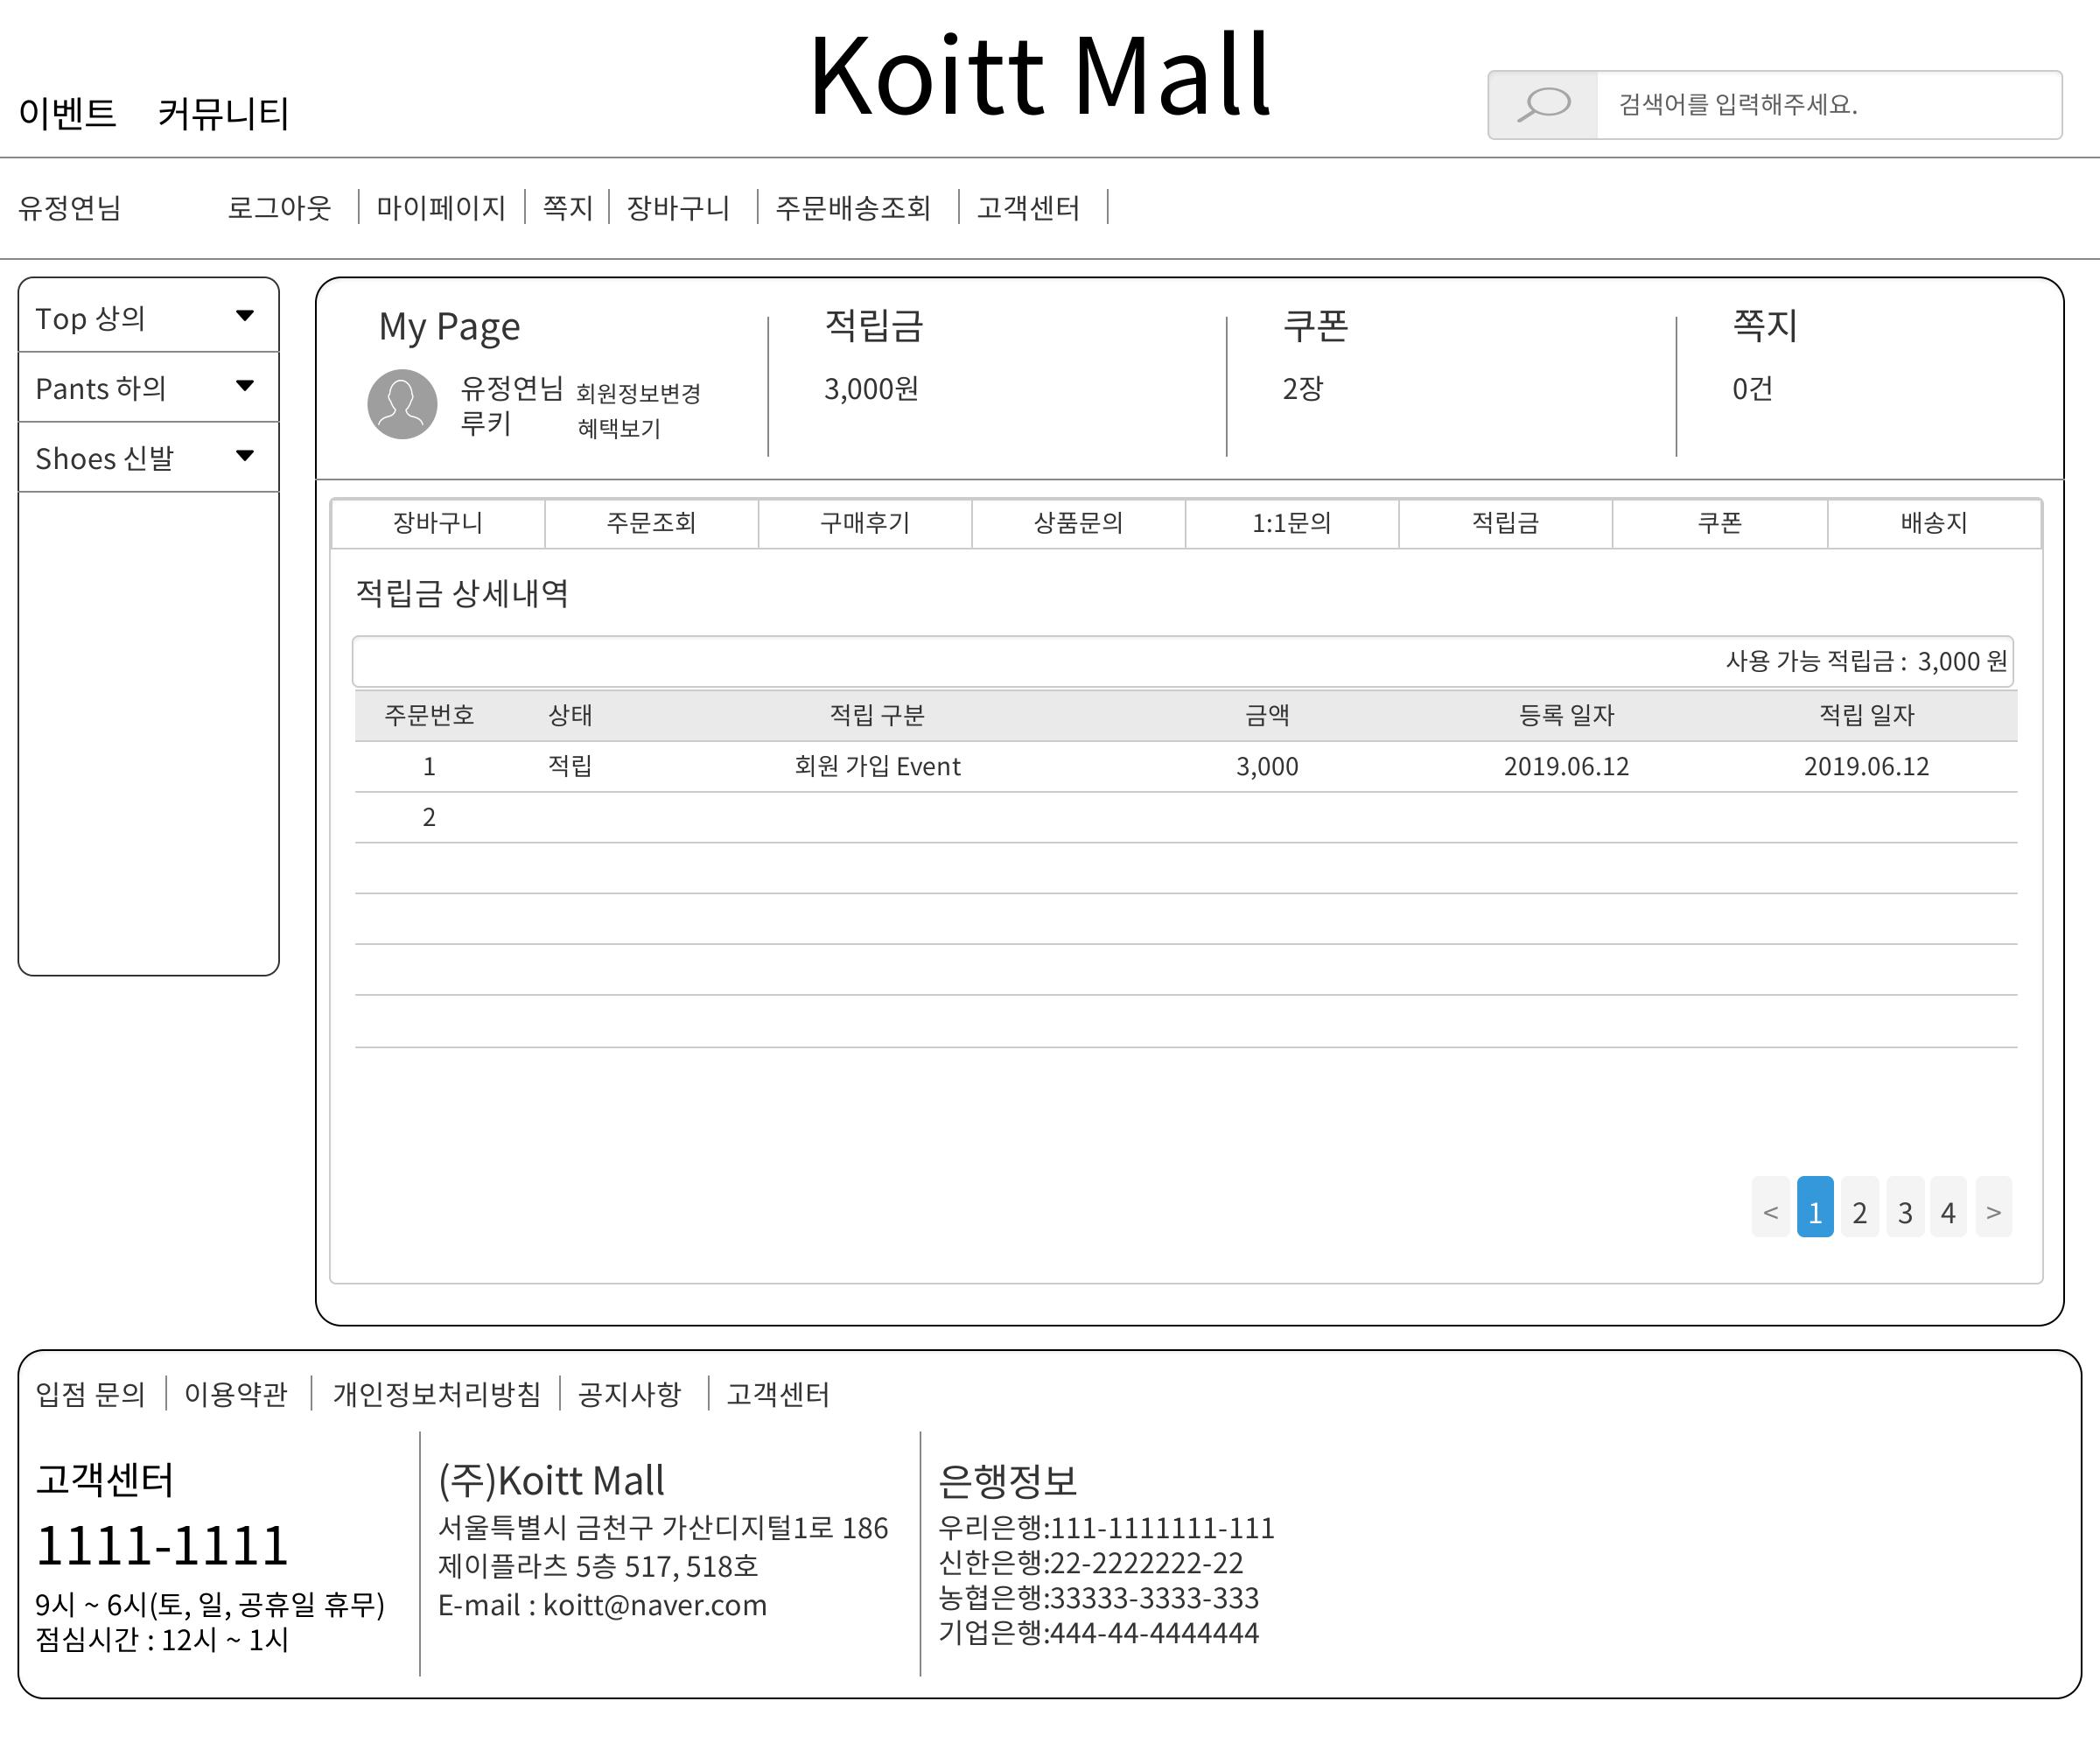 Koitt Mall
이벤트 커뮤니티
검색어를 입력해주세요.
유정연님 로그아웃 마이페이지 쪽지 장바구니 주문배송조회 고객센터
Top 상의
Pants 하의
Shoes 신발
My Page
유정연님 회원정보변경
루키 혜택보기
적립금
3,000원
쿠폰
2장
쪽지
0건
장바구니 주문조회 구매후기 상품문의 1:1문의 적립금 쿠폰 배송지
적립금 상세내역
사용 가능 적립금 : 3,000 원
주문번호 상태 적립 구분 금액 등록 일자 적립 일자
1 적립 회원 가입 Event 3,000 2019.06.12 2019.06.12
2
< 1 2 3 4 >
입점 문의 이용약관 개인정보처리방침 공지사항 고객센터
고객센터
1111-1111
9시 ~ 6시(토, 일, 공휴일 휴무)
점심시간 : 12시 ~ 1시
(주)Koitt Mall
서울특별시 금천구 가산디지털1로 186
제이플라츠 5층 517, 518호
E-mail : koitt@naver.com
은행정보
우리은행:111-1111111-111
신한은행:22-2222222-22
농협은행:33333-3333-333
기업은행:444-44-4444444